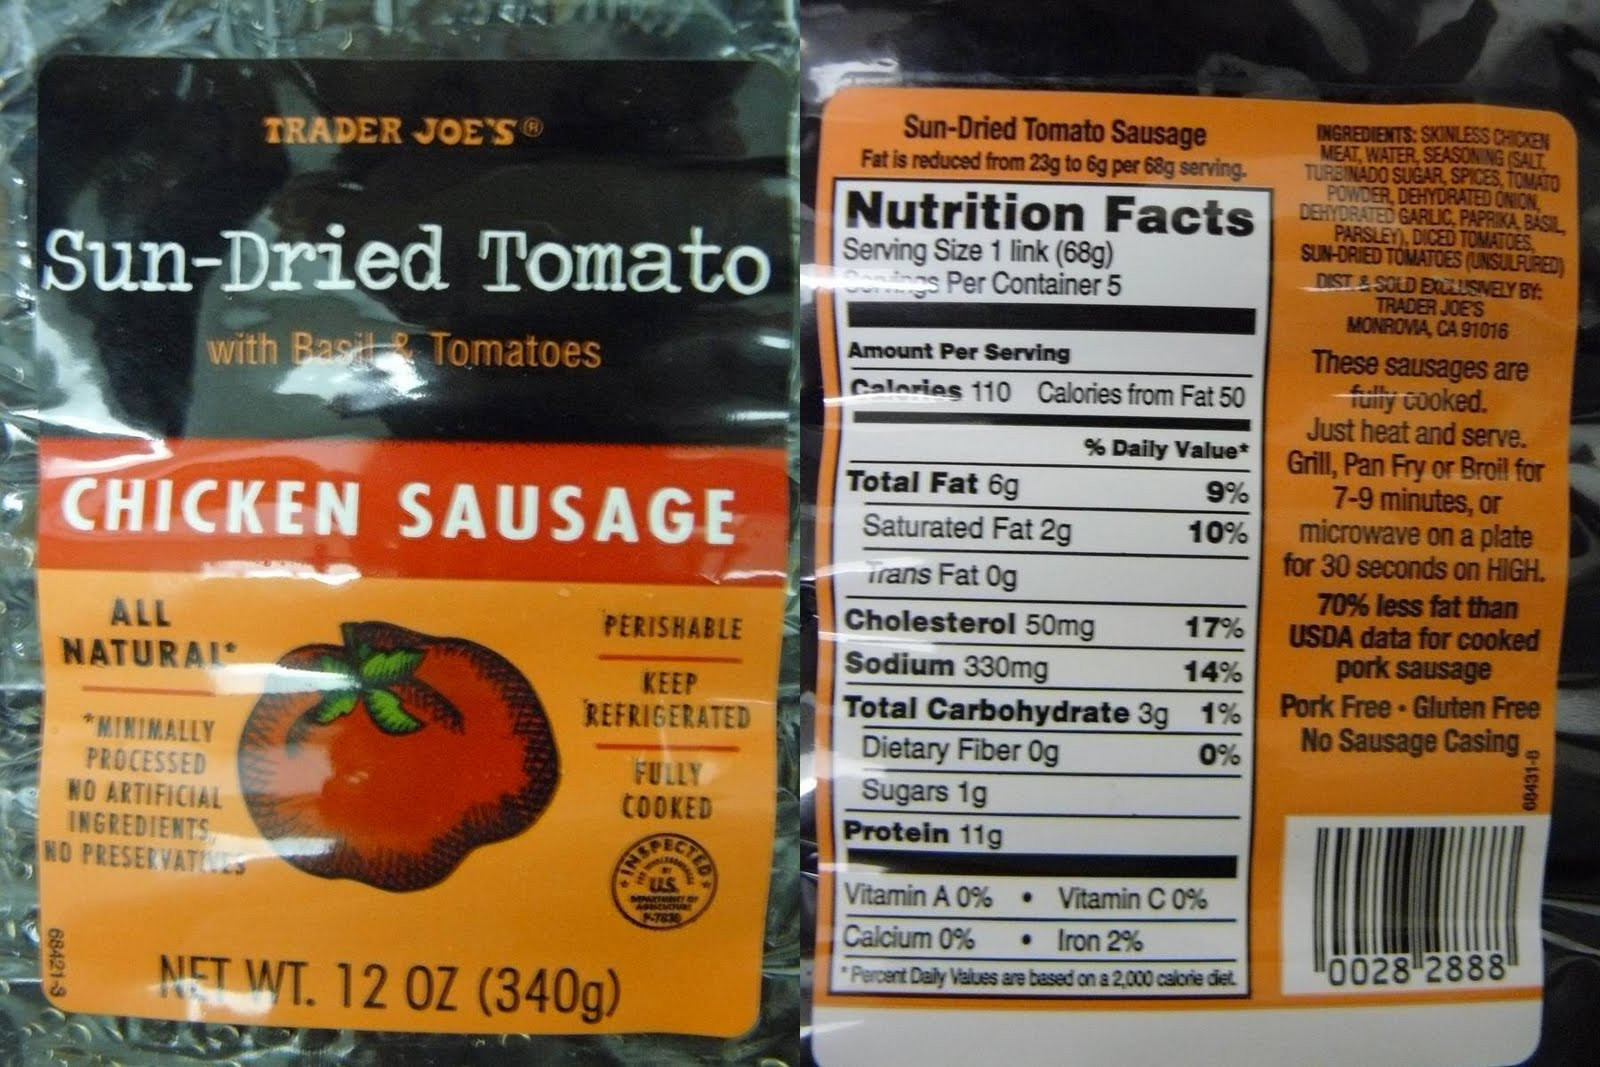 TRADER JOE'S®
Sun-Dried Tomato
with Basil & Tomatoes
CHICKEN SAUSAGE
ALL
NATURAL*
*MINIMALLY
PROCESSED
NO ARTIFICIAL
INGREDIENTS,
NO PRESERVATIVES
PERISHABLE
KEEP
REFRIGERATED
FULLY
COOKED
INSPECTED
BY
U.S.
DEPARTMENT OF
AGRICULTURE
P-7836
68421-3
NET WT. 12 OZ (340g)
Sun-Dried Tomato Sausage
Fat is reduced from 23g to 6g per 68g serving.
Nutrition Facts
Serving Size 1 link (68g)
Servings Per Container 5
Amount Per Serving
Calories 110 Calories from Fat 50
% Daily Value*
Total Fat 6g 9%
Saturated Fat 2g 10%
Trans Fat 0g
Cholesterol 50mg 17%
Sodium 330mg 14%
Total Carbohydrate 3g 1%
Dietary Fiber 0g 0%
Sugars 1g
Protein 11g
Vitamin A 0% • Vitamin C 0%
Calcium 0% • Iron 2%
* Percent Daily Values are based on a 2,000 calorie diet.
INGREDIENTS: SKINLESS CHICKEN
MEAT, WATER, SEASONING (SALT,
TURBINADO SUGAR, SPICES, TOMATO
POWDER, DEHYDRATED ONION,
DEHYDRATED GARLIC, PAPRIKA, BASIL,
PARSLEY), DICED TOMATOES,
SUN-DRIED TOMATOES (UNSULFURED)
DIST. & SOLD EXCLUSIVELY BY:
TRADER JOE'S
MONROVIA, CA 91016
These sausages are
fully cooked.
Just heat and serve.
Grill, Pan Fry or Broil for
7-9 minutes, or
microwave on a plate
for 30 seconds on HIGH.
70% less fat than
USDA data for cooked
pork sausage
Pork Free • Gluten Free
No Sausage Casing
68431-8
0028 2888